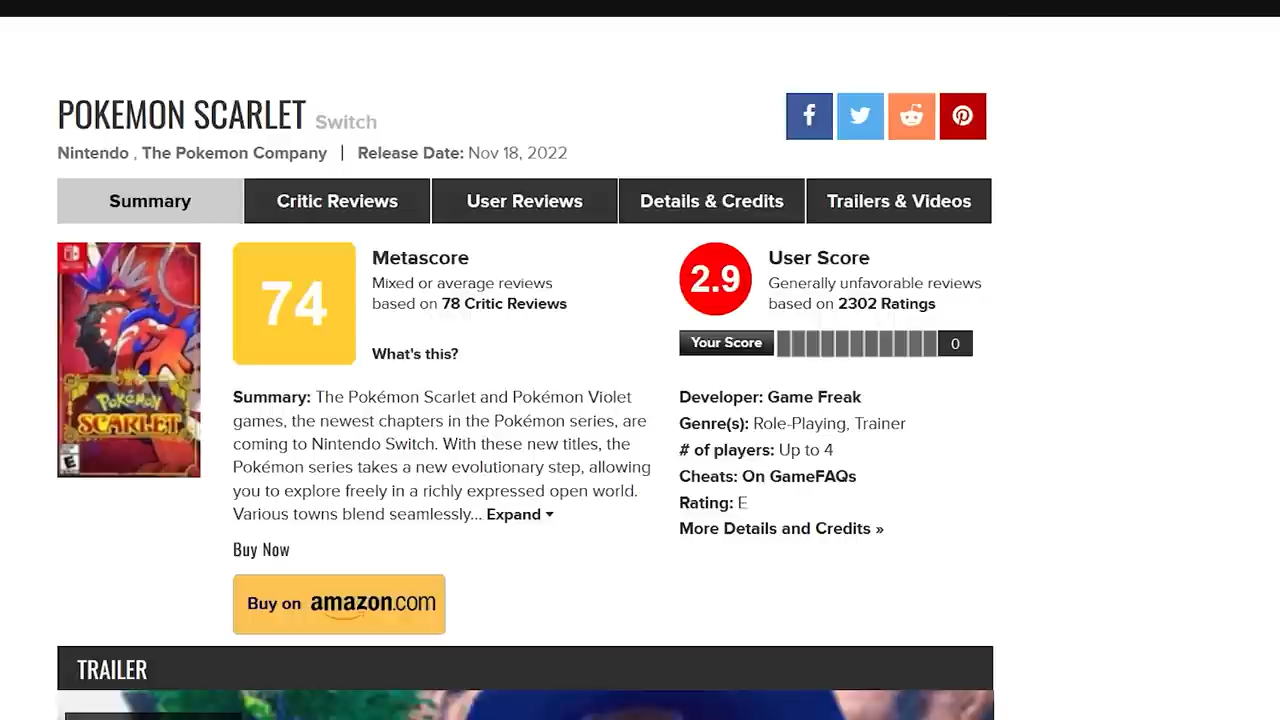 POKEMON SCARLET Switch
Nintendo , The Pokemon Company | Release Date: Nov 18, 2022
Summary
Critic Reviews
User Reviews
Details & Credits
Trailers & Videos
POKéMON
SCARLET
E
74
Metascore
Mixed or average reviews
based on 78 Critic Reviews
What's this?
Summary: The Pokémon Scarlet and Pokémon Violet
games, the newest chapters in the Pokémon series, are
coming to Nintendo Switch. With these new titles, the
Pokémon series takes a new evolutionary step, allowing
you to explore freely in a richly expressed open world.
Various towns blend seamlessly... Expand
Buy Now
Buy on amazon.com
2.9
User Score
Generally unfavorable reviews
based on 2302 Ratings
Your Score 0
Developer: Game Freak
Genre(s): Role-Playing, Trainer
# of players: Up to 4
Cheats: On GameFAQs
Rating: E
More Details and Credits »
TRAILER